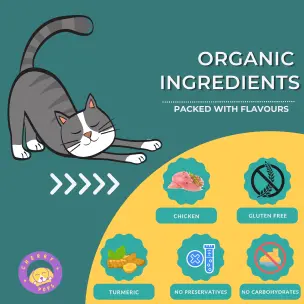 ORGANIC
INGREDIENTS
PACKED WITH FLAVOURS
CHICKEN
GLUTEN FREE
TURMERIC
NO PRESERVATIVES
NO CARBOHYDRATES